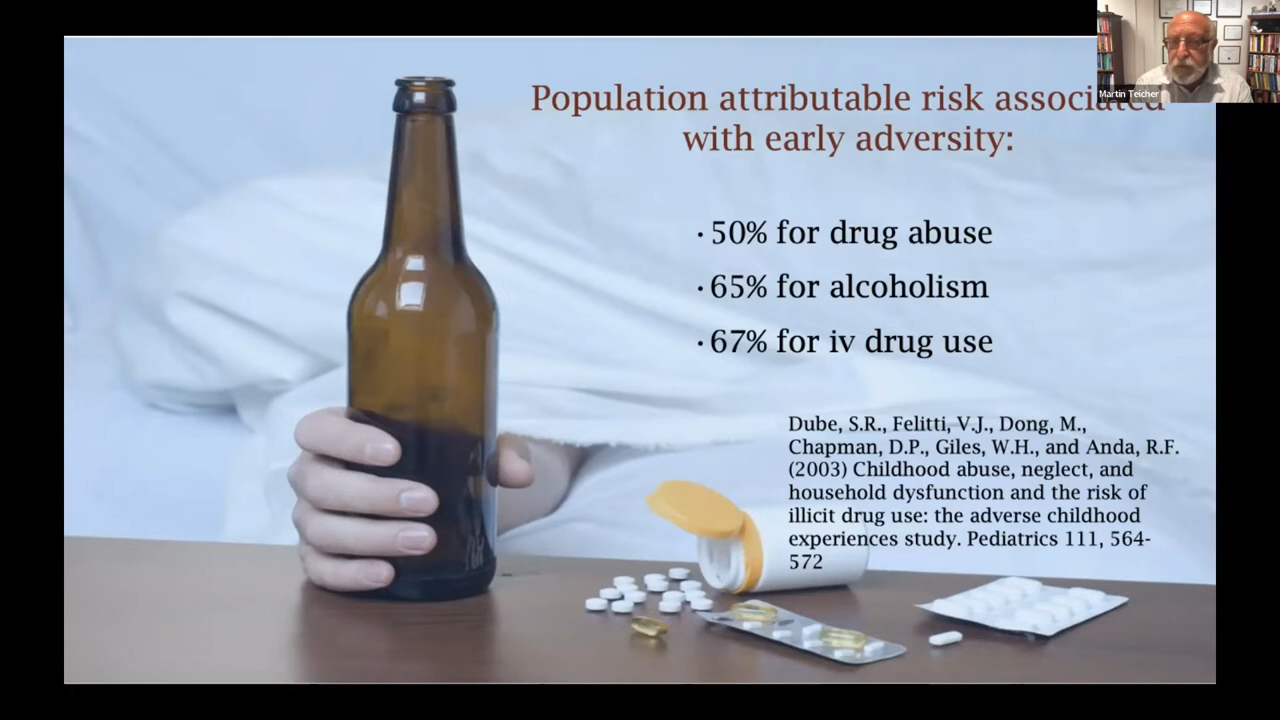 Martin Teicher
Population attributable risk associated
with early adversity:
· 50% for drug abuse
· 65% for alcoholism
· 67% for iv drug use
Dube, S.R., Felitti, V.J., Dong, M.,
Chapman, D.P., Giles, W.H., and Anda, R.F.
(2003) Childhood abuse, neglect, and
household dysfunction and the risk of
illicit drug use: the adverse childhood
experiences study. Pediatrics 111, 564-
572